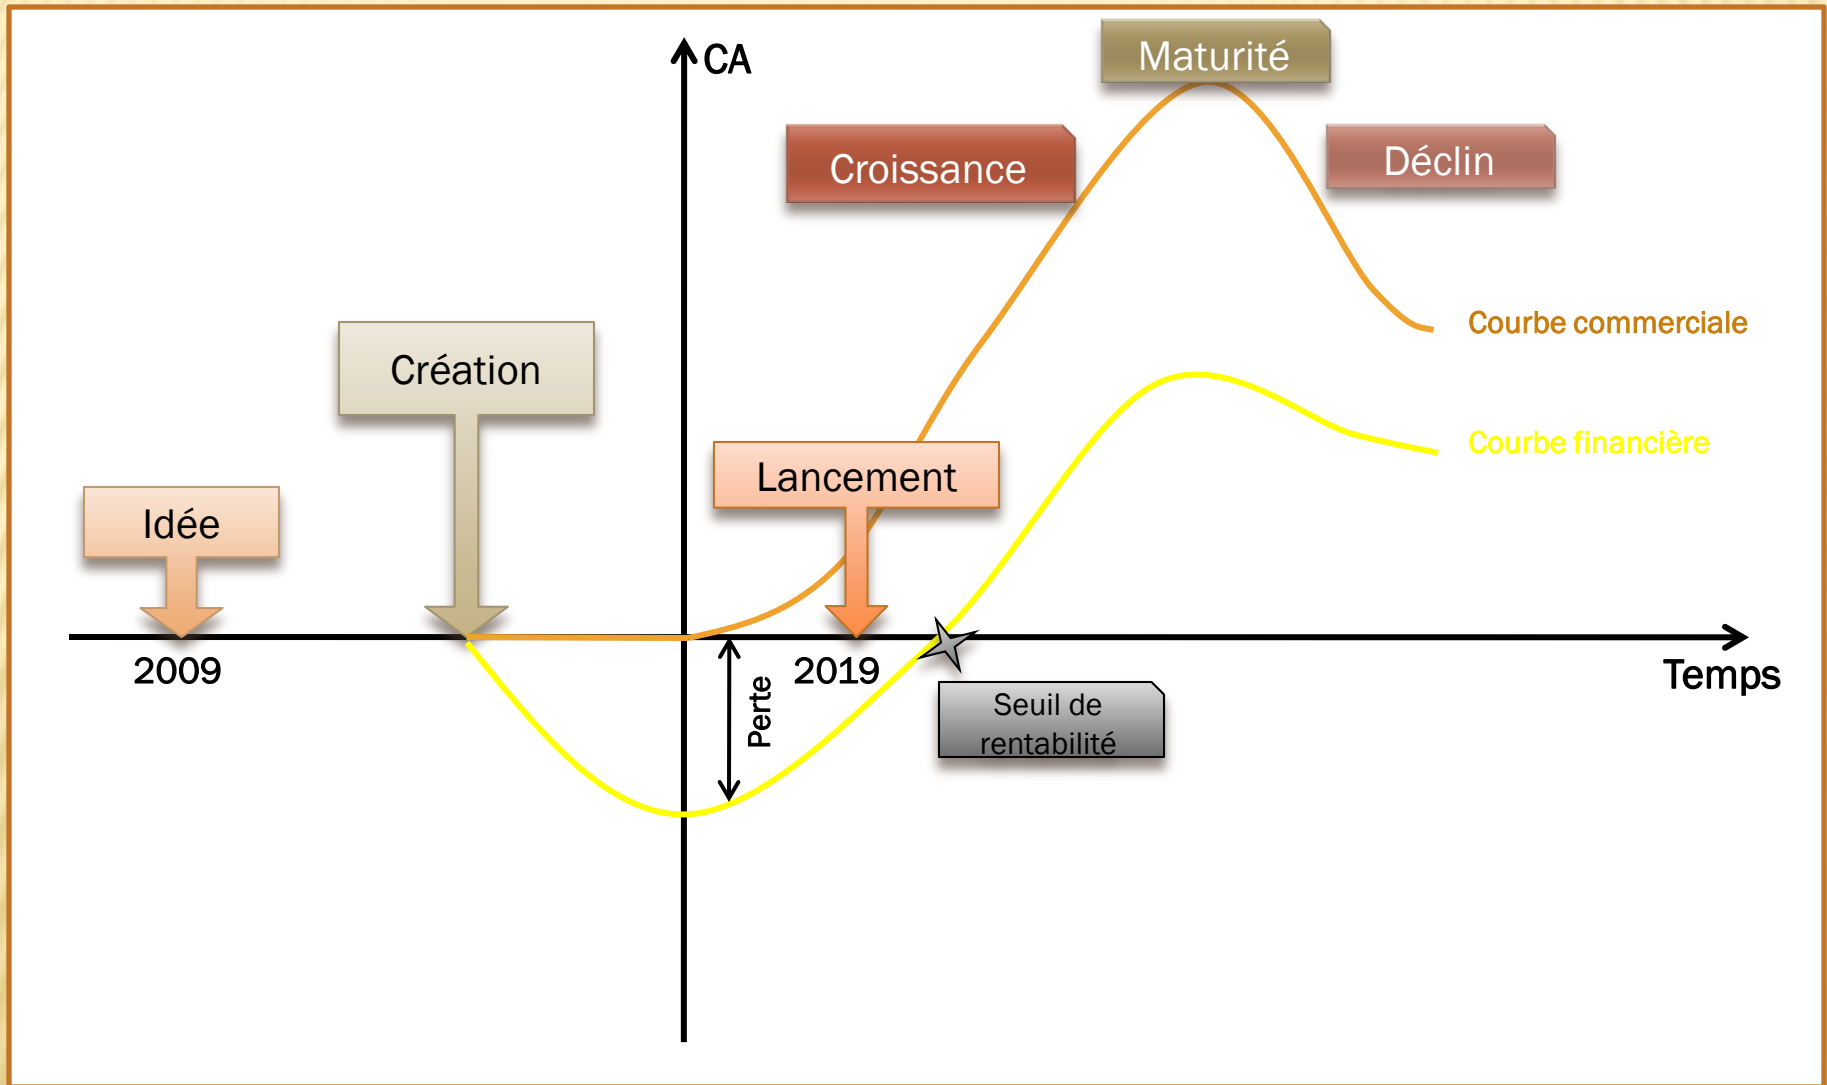 CA
Maturité
Croissance
Déclin
Courbe commerciale
Création
Courbe financière
Lancement
Idée
2009
2019
Temps
Perte
Seuil de
rentabilité